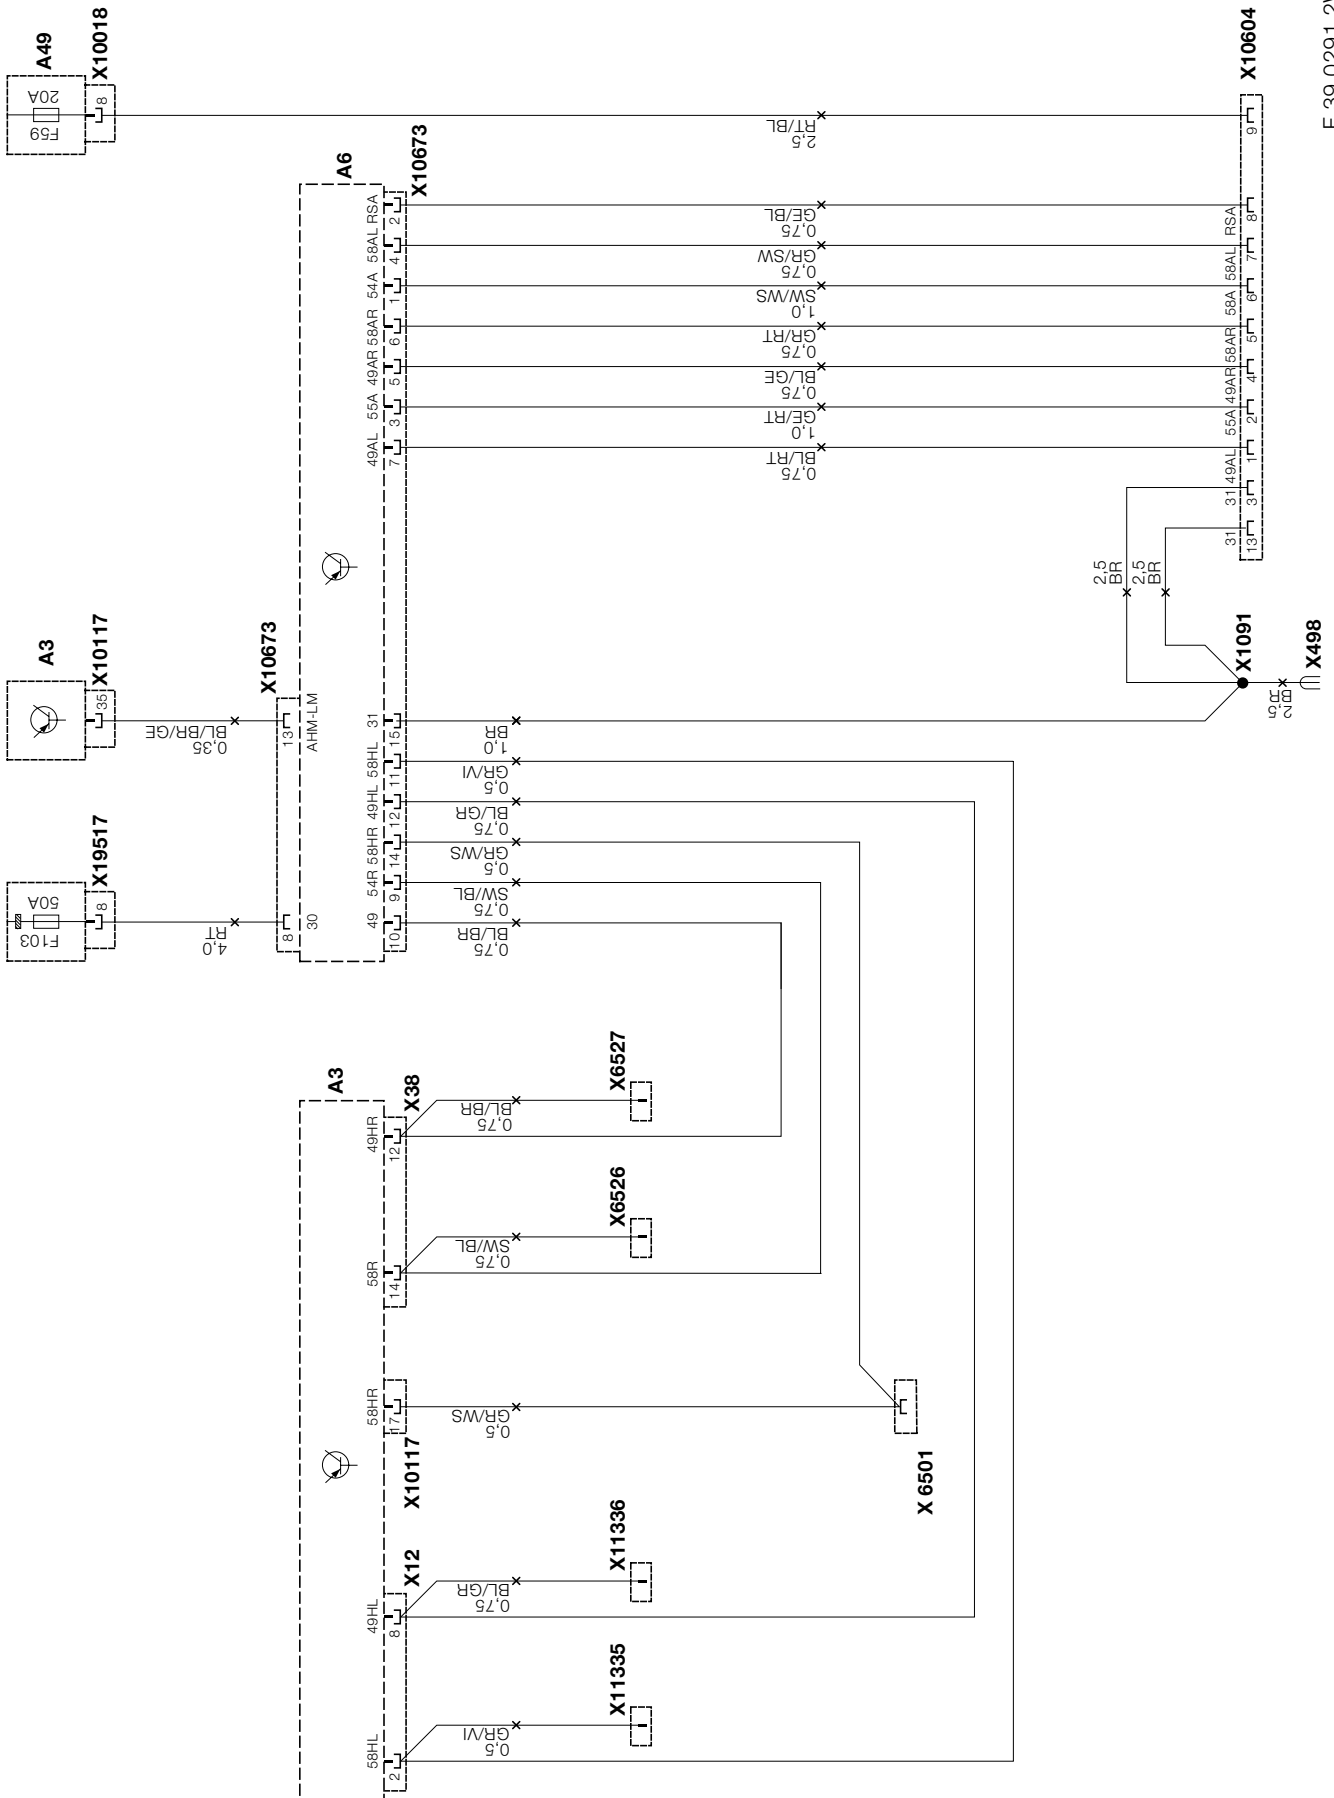 A49
F59
20A
X10018
8
2,5
RT/BL
X10604
9
A3
X10117
35
0,35
BL/BR/GE
F103
50A
X19517
8
4,0
RT
A6
X10673
13
AHM-LM
8
30
X10673
RSA
2
58AL
4
54A
1
58AR
6
49AR
5
55A
3
49AL
7
31
15
58HL
11
49HL
12
58HR
14
54R
9
49
10
0,75
GE/BL
0,75
GR/SW
1,0
SW/WS
0,75
GR/RT
0,75
BL/GE
1,0
GE/RT
0,75
BL/RT
RSA
8
58AL
7
58A
6
58AR
5
49AR
4
55A
2
49AL
1
31
3
31
13
2,5
BR
2,5
BR
X1091
2,5
BR
X498
1,0
BR
0,5
GR/VI
0,75
BL/GR
0,5
GR/WS
0,75
SW/BL
0,75
BL/BR
A3
X38
49HR
12
0,75
BL/BR
X6527
58R
14
0,75
SW/BL
X6526
58HR
17
X10117
0,5
GR/WS
X 6501
X12
49HL
8
0,75
BL/GR
X11336
58HL
2
0,5
GR/VI
X11335